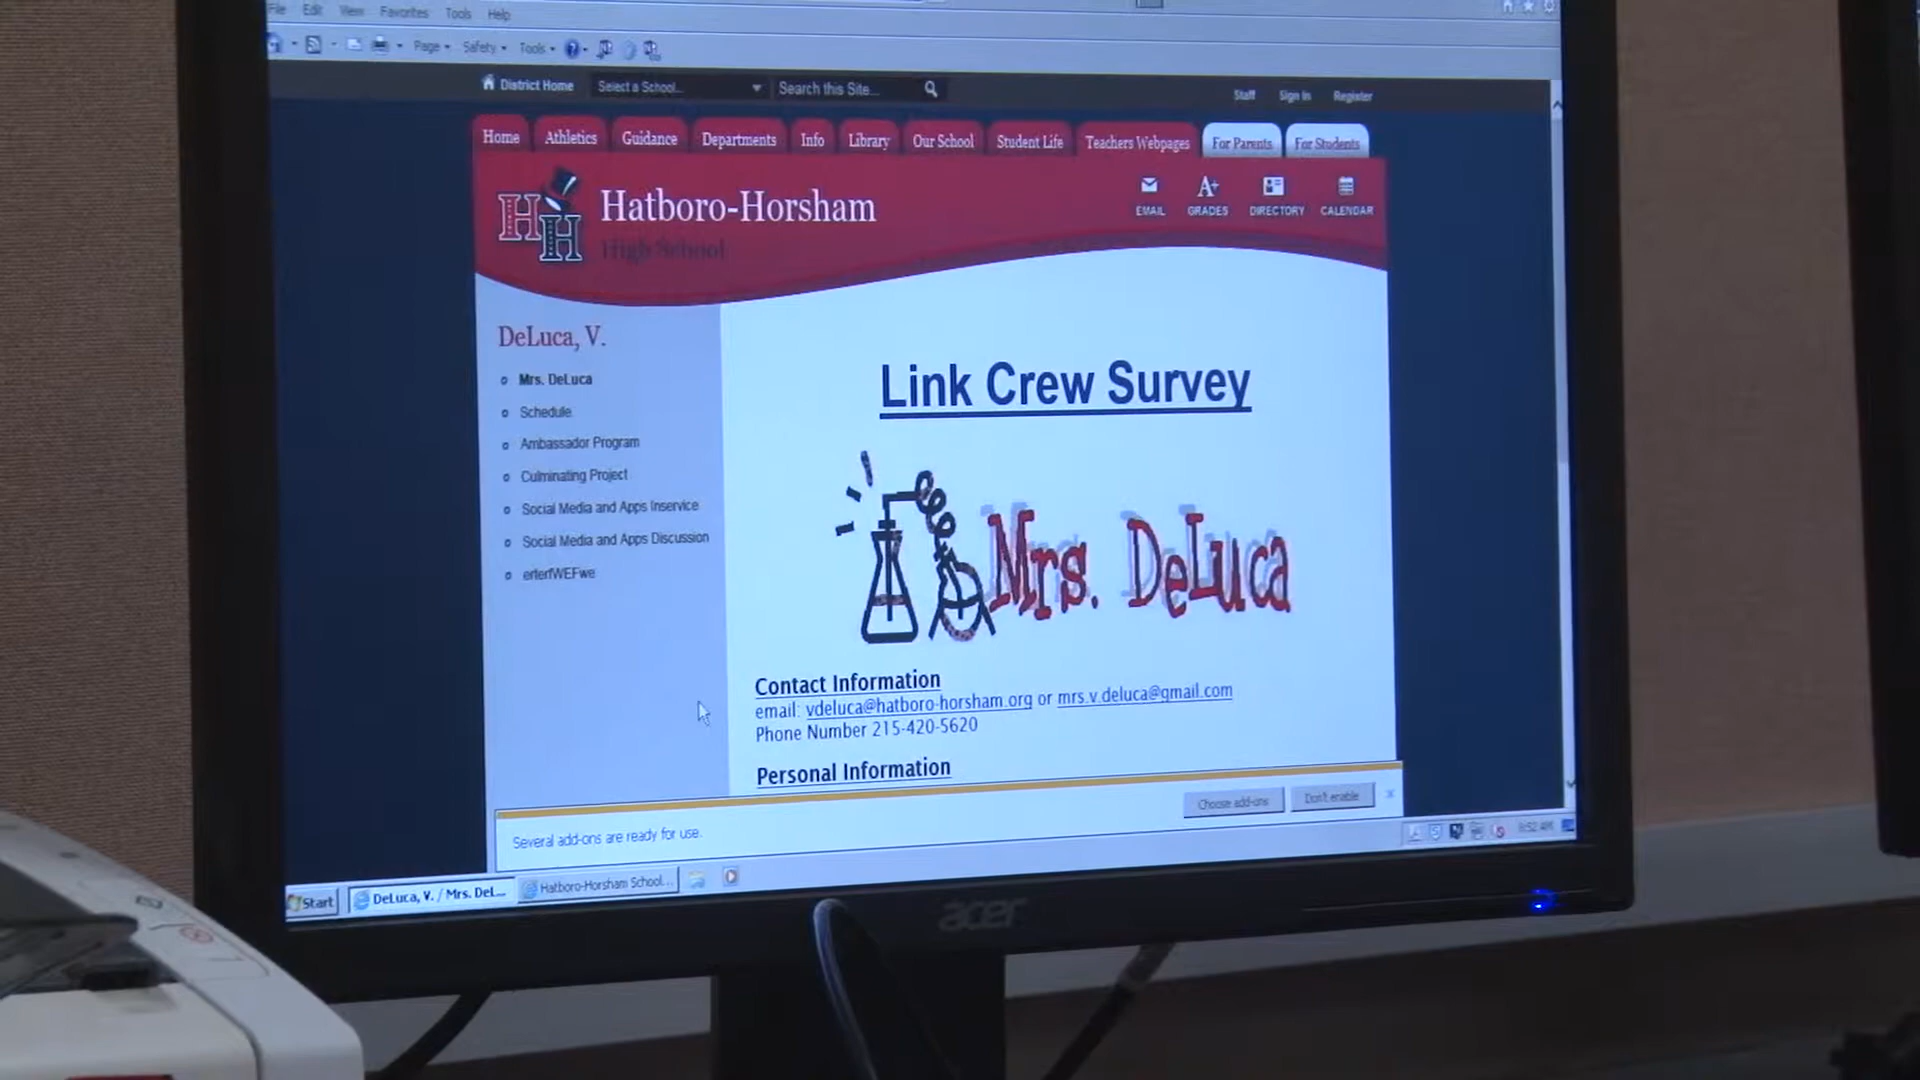 File Edit View Favorites Tools Help
Page Safety Tools
District Home Select a School... Search this Site... Staff Sign In Register
Home Athletics Guidance Departments Info Library Our School Student Life Teachers Webpages For Parents For Students
HH Hatboro-Horsham
High School
A+
EMAIL GRADES DIRECTORY CALENDAR
DeLuca, V.
Mrs. DeLuca
Schedule
Ambassador Program
Culminating Project
Social Media and Apps Inservice
Social Media and Apps Discussion
erterfWEFwe
Link Crew Survey
Mrs. DeLuca
Contact Information
email: vdeluca@hatboro-horsham.org or mrs.v.deluca@gmail.com
Phone Number 215-420-5620
Personal Information
Several add-ons are ready for use. Choose add-ons Don't enable
Start DeLuca, V. / Mrs. DeL... Hatboro-Horsham School...
acer